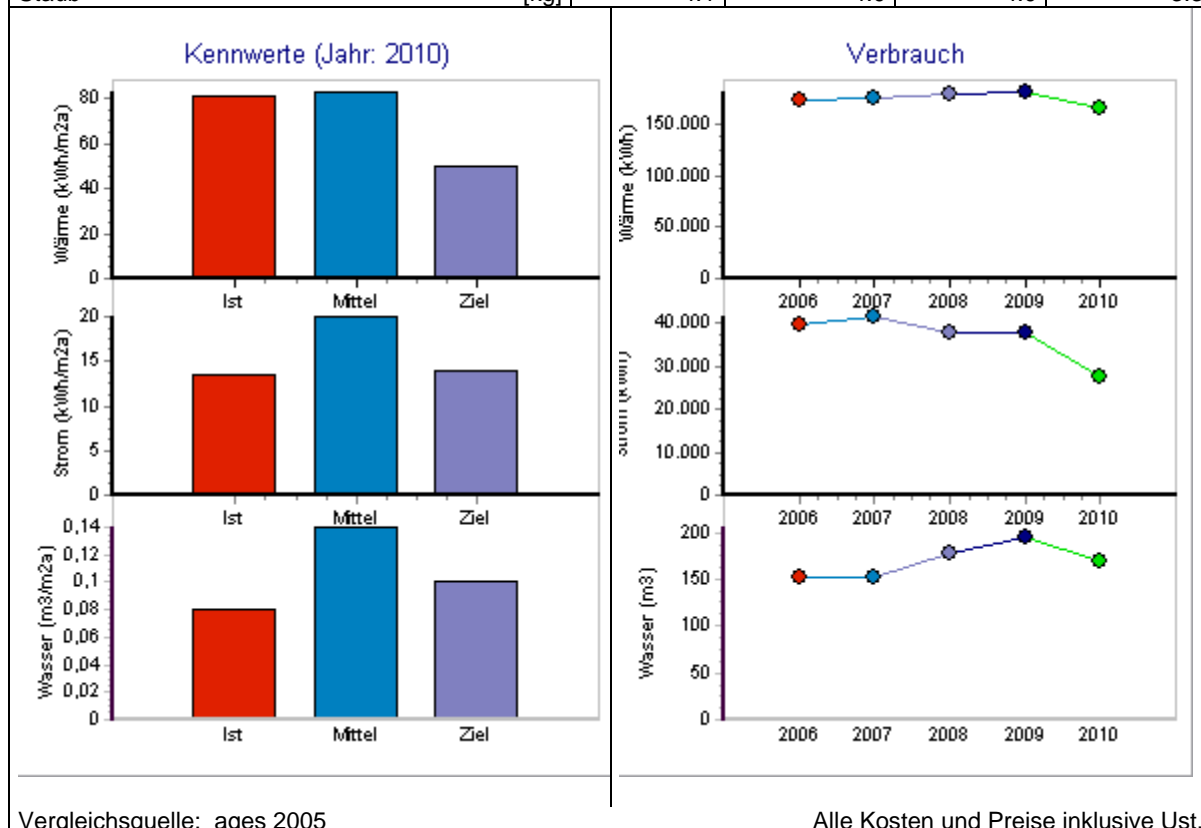 Staub [kg]
Kennwerte (Jahr: 2010)
Wärme (kWh/m2a)
80
60
40
20
0
Ist Mittel Ziel
Strom (kWh/m2a)
20
15
10
5
0
Ist Mittel Ziel
Wasser (m3/m2a)
0,14
0,12
0,1
0,08
0,06
0,04
0,02
0
Ist Mittel Ziel
Verbrauch
Wärme (kWh)
150.000
100.000
50.000
0
2006 2007 2008 2009 2010
Strom (kWh)
40.000
30.000
20.000
10.000
0
2006 2007 2008 2009 2010
Wasser (m3)
200
150
100
50
0
2006 2007 2008 2009 2010
Vergleichsquelle: ages 2005
Alle Kosten und Preise inklusive Ust.